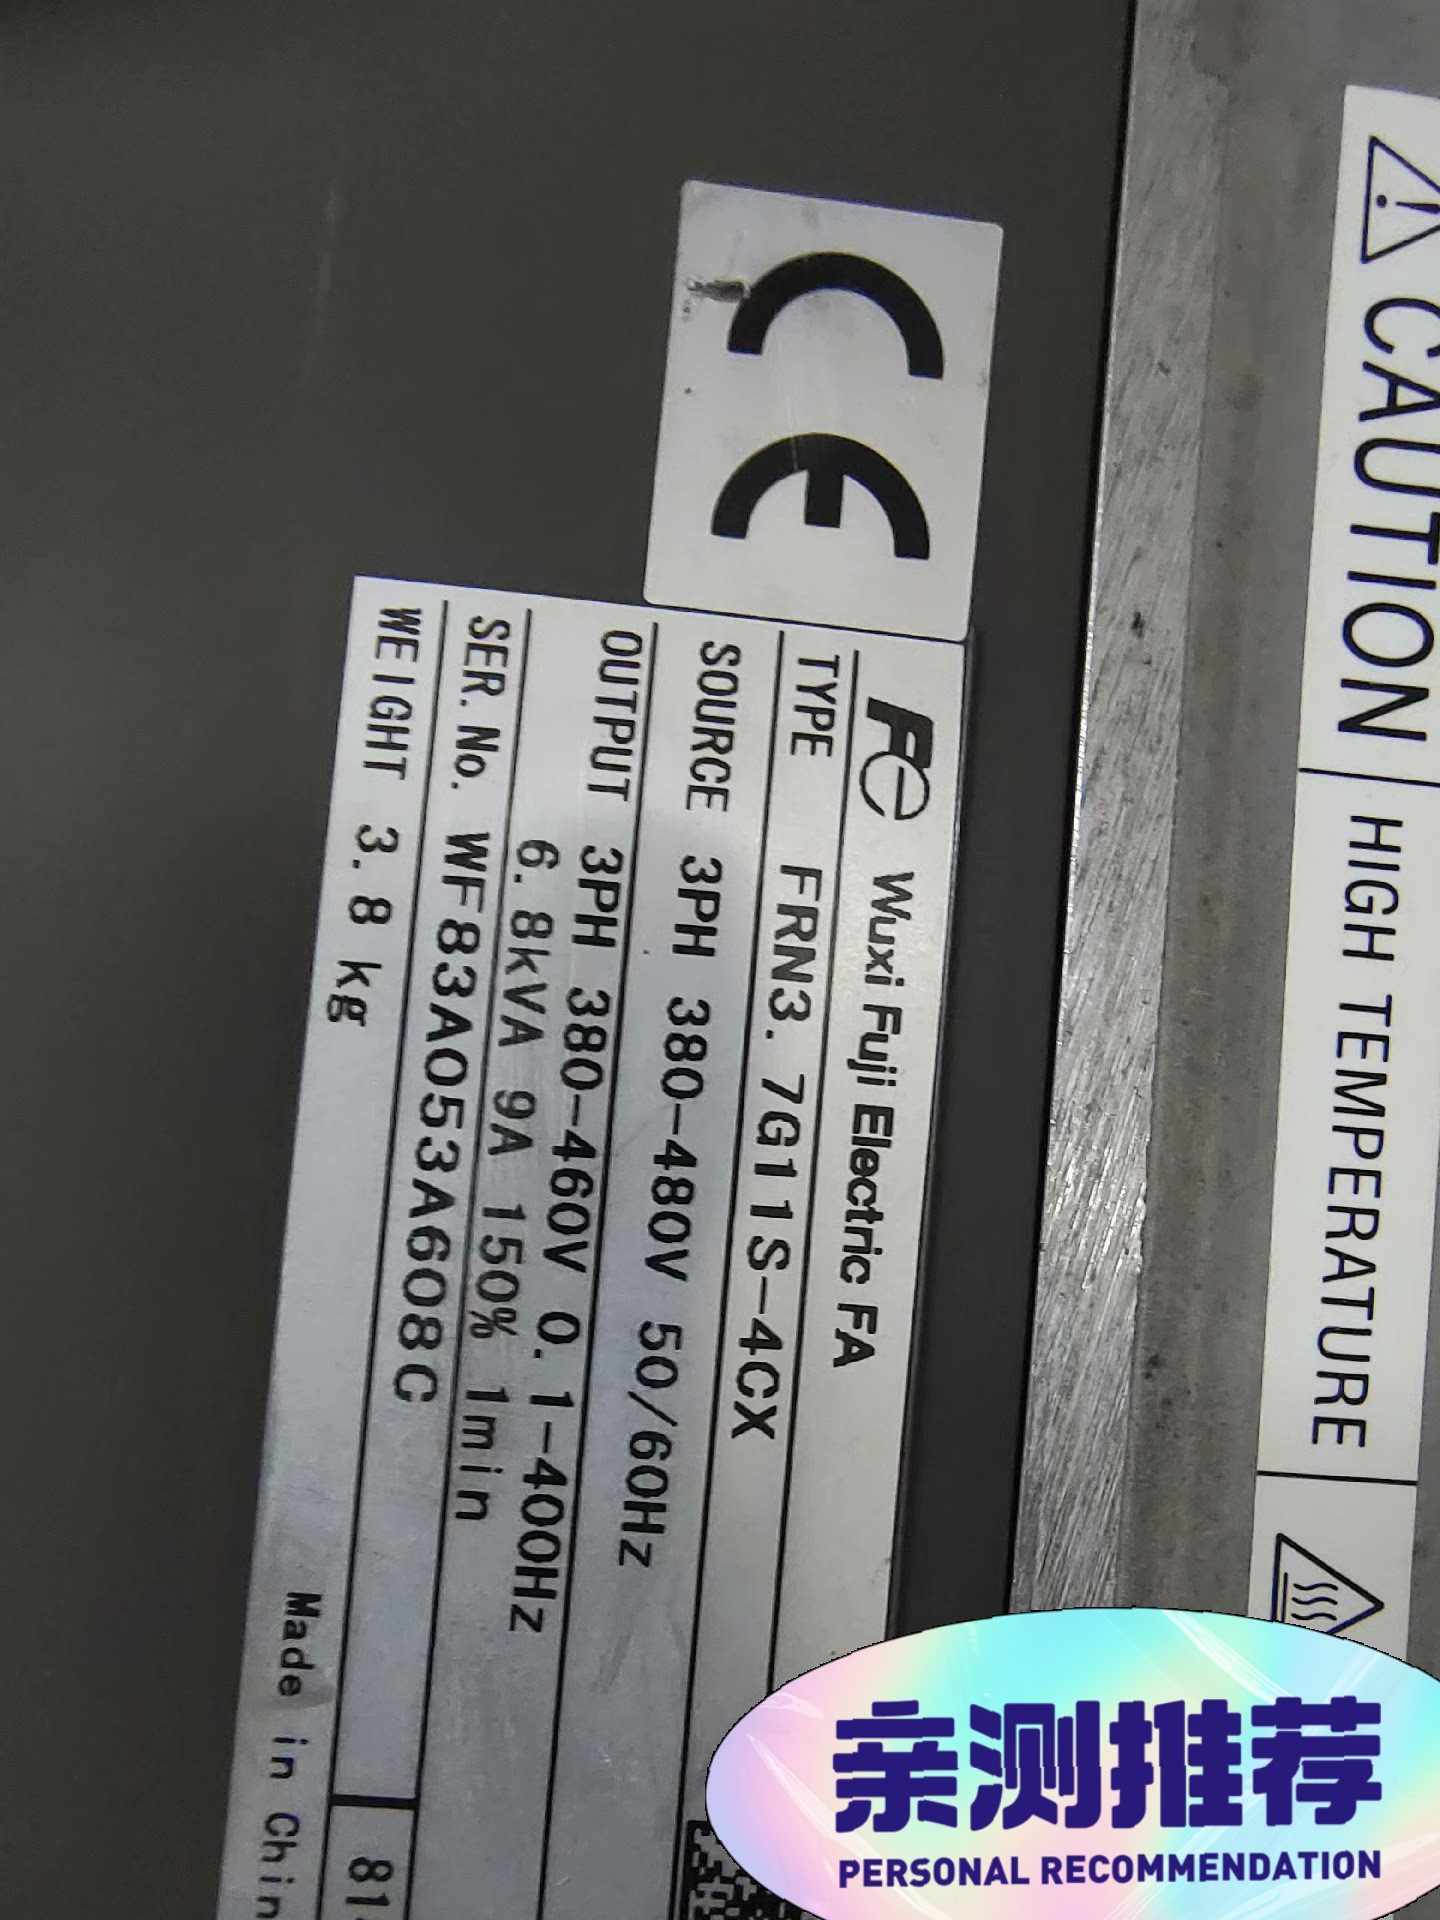 CE
Fe Wuxi Fuji Electric FA
TYPE FRN3.7G11S-4CX
SOURCE 3PH 380-480V 50/60Hz
OUTPUT 3PH 380-460V 0.1-400Hz
6.8kVA 9A 150% 1min
SER.No. WF83A053A608C
WEIGHT 3.8 kg
Made in Chin
CAUTION
HIGH TEMPERATURE
亲测推荐
PERSONAL RECOMMENDATION